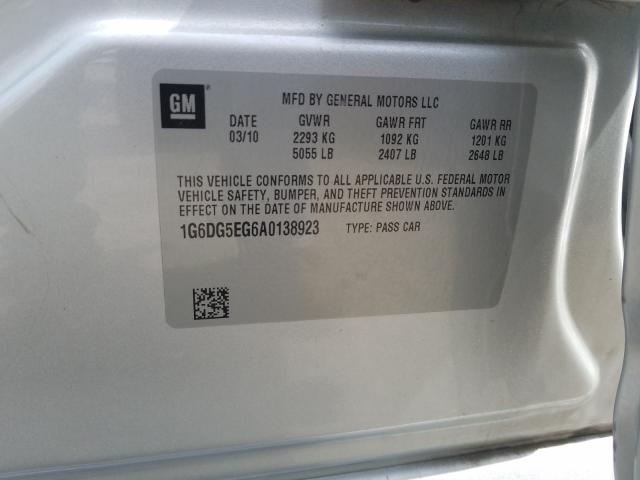 GM
MFD BY GENERAL MOTORS LLC
DATE GVWR GAWR FRT GAWR RR
03/10 2293 KG 1092 KG 1201 KG
5055 LB 2407 LB 2648 LB
THIS VEHICLE CONFORMS TO ALL APPLICABLE U.S. FEDERAL MOTOR
VEHICLE SAFETY, BUMPER, AND THEFT PREVENTION STANDARDS IN
EFFECT ON THE DATE OF MANUFACTURE SHOWN ABOVE.
1G6DG5EG6A0138923 TYPE: PASS CAR